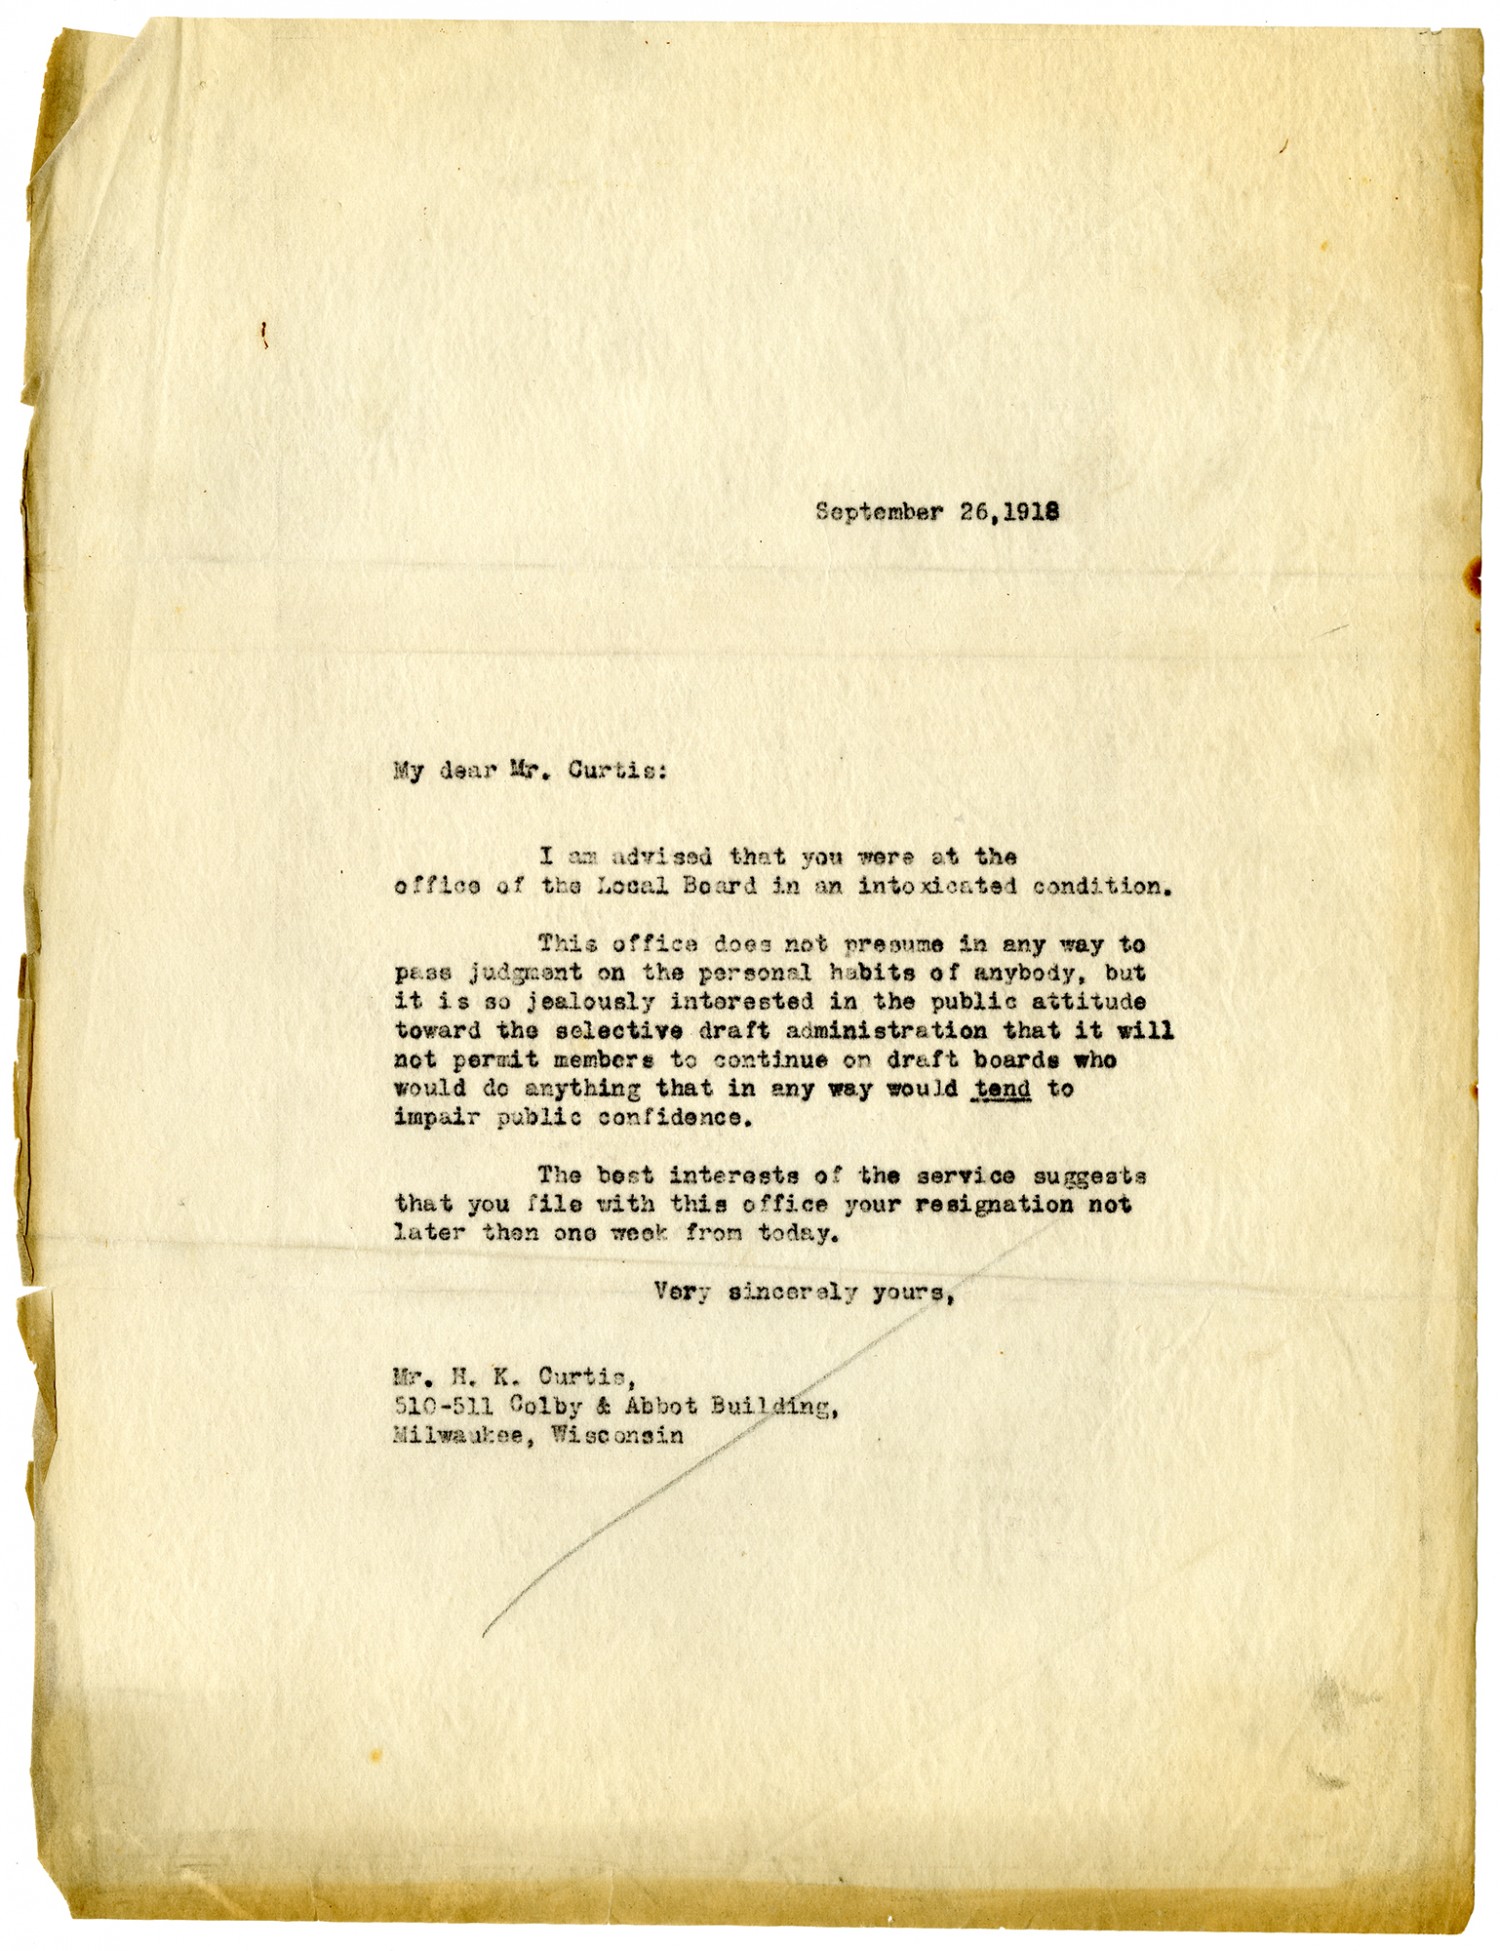 September 26,1918
My dear Mr. Curtis:
I am advised that you were at the
office of the Local Board in an intoxicated condition.
This office does not presume in any way to
pass judgment on the personal habits of anybody, but
it is so jealously interested in the public attitude
toward the selective draft administration that it will
not permit members to continue on draft boards who
would do anything that in any way would tend to
impair public confidence.
The best interests of the service suggests
that you file with this office your resignation not
later then one week from today.
Very sincerely yours,
Mr. H. K. Curtis,
510-511 Colby & Abbot Building,
Milwaukee, Wisconsin